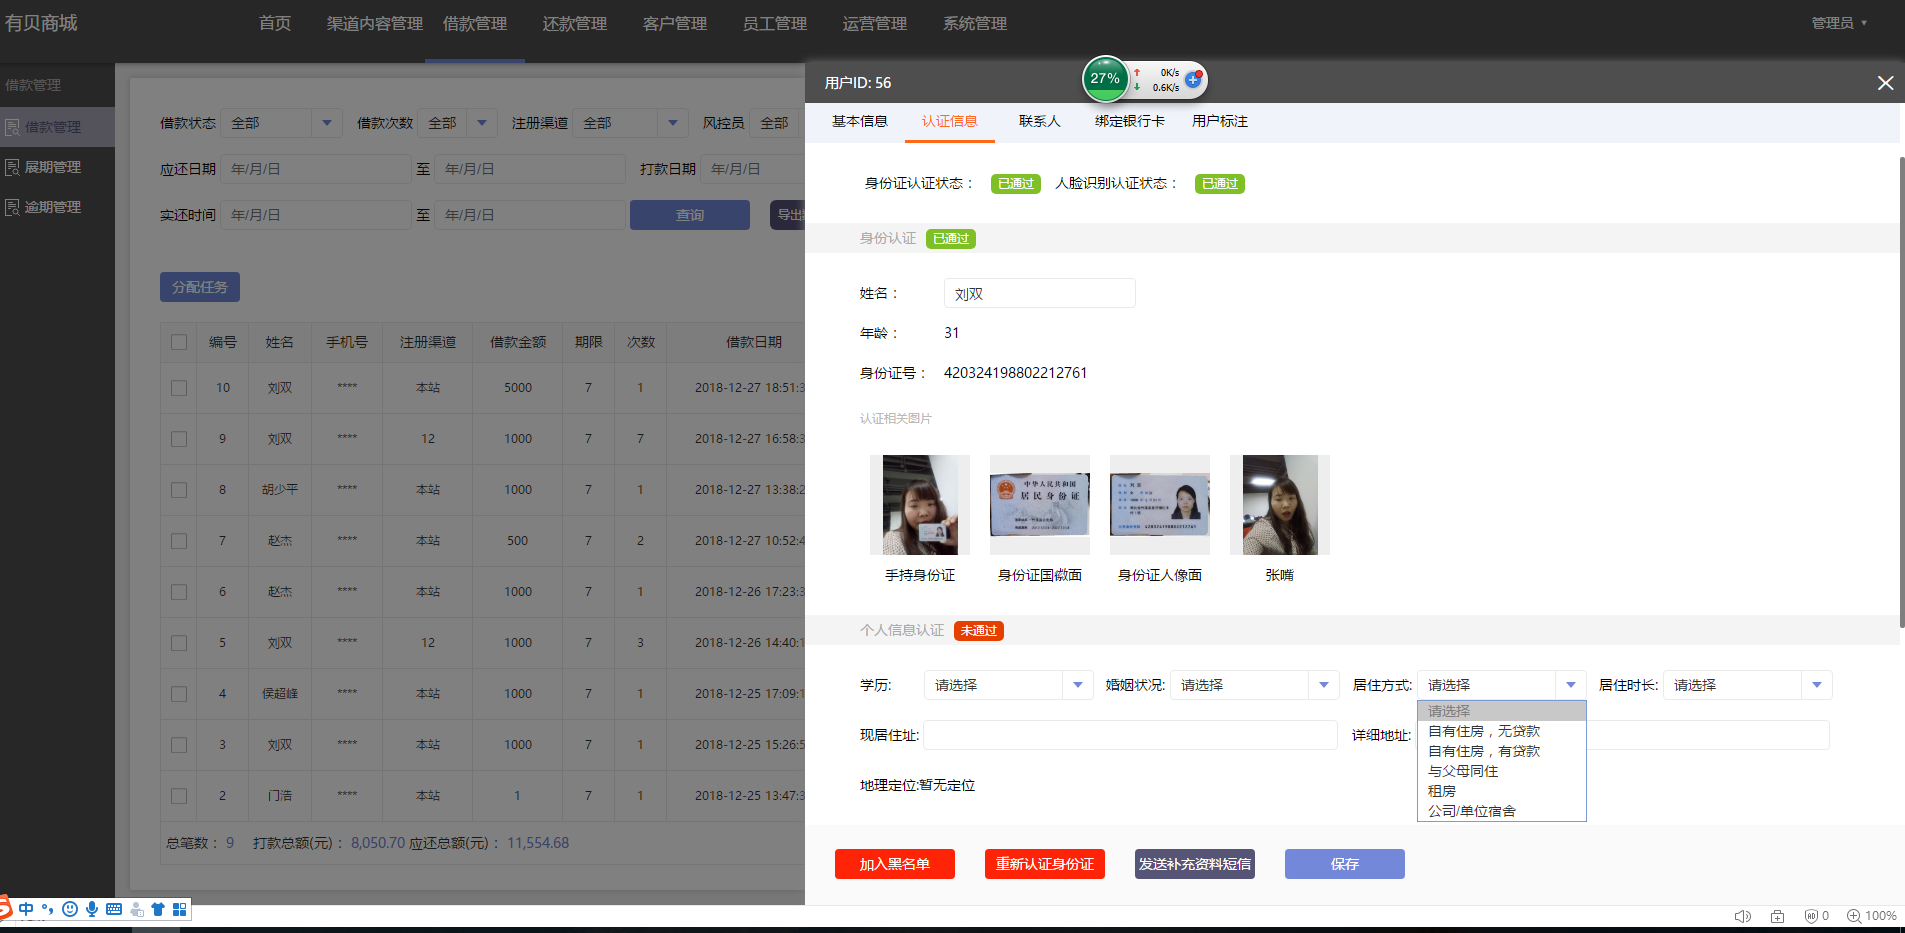 有贝商城 首页 渠道内容管理 借款管理 还款管理 客户管理 员工管理 运营管理 系统管理 管理员
借款管理
借款管理
展期管理
逾期管理
借款状态 全部 借款次数 全部 注册渠道 全部 风控员 全部
应还日期 年/月/日 至 年/月/日 打款日期 年/月/日
实还时间 年/月/日 至 年/月/日 查询 导出
分配任务
编号 姓名 手机号 注册渠道 借款金额 期限 次数 借款日期
10 刘双 **** 本站 5000 7 1 2018-12-27 18:51:3
9 刘双 **** 12 1000 7 7 2018-12-27 16:58:3
8 胡少平 **** 本站 1000 7 1 2018-12-27 13:38:2
7 赵杰 **** 本站 500 7 2 2018-12-27 10:52:4
6 赵杰 **** 本站 1000 7 1 2018-12-26 17:23:3
5 刘双 **** 12 1000 7 3 2018-12-26 14:40:1
4 侯超峰 **** 本站 1000 7 1 2018-12-25 17:09:1
3 刘双 **** 本站 1000 7 1 2018-12-25 15:26:5
2 门浩 **** 本站 1 7 1 2018-12-25 13:47:3
总笔数： 9 打款总额(元)： 8,050.70 应还总额(元)： 11,554.68
用户ID: 56
27% 0K/s
0.6K/s
基本信息 认证信息 联系人 绑定银行卡 用户标注
身份证认证状态： 已通过 人脸识别认证状态： 已通过
身份认证 已通过
姓名： 刘双
年龄： 31
身份证号： 420324198802212761
认证相关图片
中华人民共和国
居民身份证
420324198802212761
手持身份证 身份证国徽面 身份证人像面 张嘴
个人信息认证 未通过
学历: 请选择 婚姻状况: 请选择 居住方式: 请选择 居住时长: 请选择
请选择
自有住房，无贷款
自有住房，有贷款
与父母同住
租房
公司/单位宿舍
现居住址: 详细地址:
地理定位:暂无定位
加入黑名单 重新认证身份证 发送补充资料短信 保存
中
0 100%